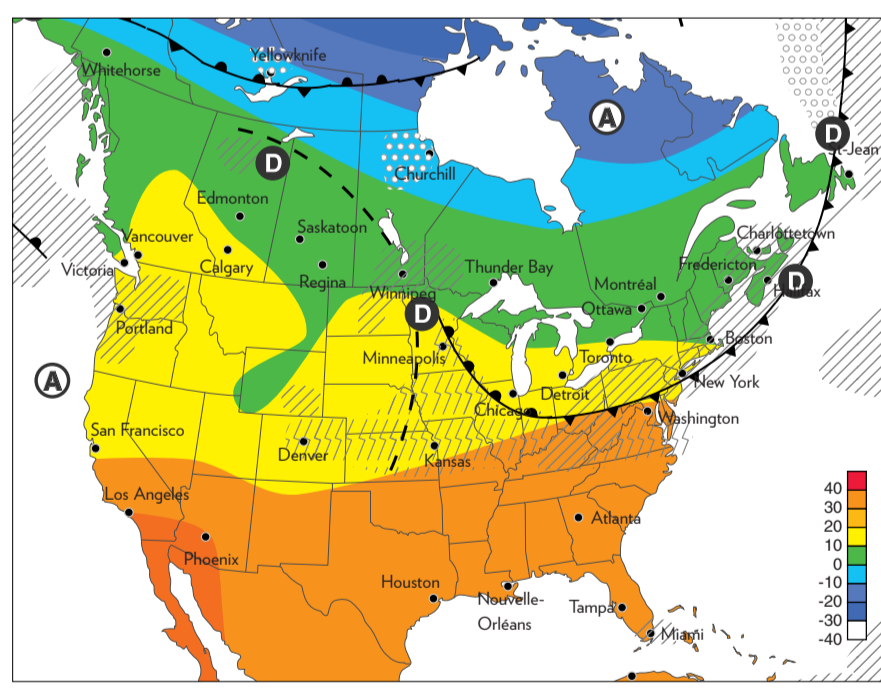 Yellowknife
Whitehorse
A
D
D
St-Jean
Churchill
Edmonton
Saskatoon
Vancouver
Charlottetown
Victoria
Calgary
Regina
Winnipeg
Thunder Bay
Fredericton
D
Halifax
Montréal
Ottawa
D
Portland
Minneapolis
Toronto
Boston
A
Detroit
New York
Chicago
Washington
San Francisco
Denver
Kansas
Los Angeles
Atlanta
Phoenix
Houston
Nouvelle-
Orléans
Tampa
Miami
40
30
20
10
0
-10
-20
-30
-40